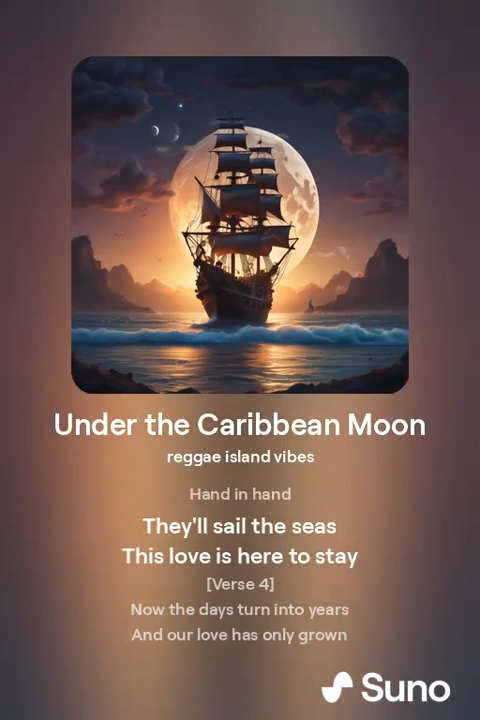 Under the Caribbean Moon
reggae island vibes
Hand in hand
They'll sail the seas
This love is here to stay
[Verse 4]
Now the days turn into years
And our love has only grown
Suno